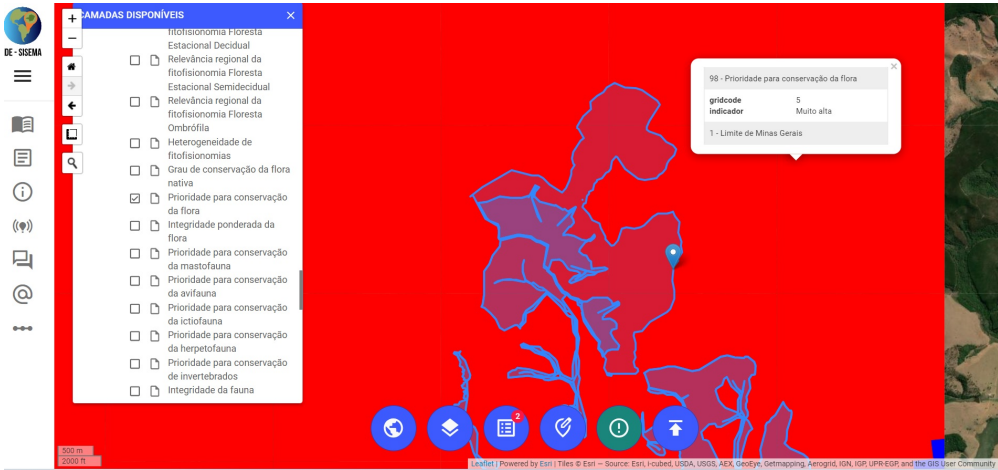 DE - SISEMA
CAMADAS DISPONÍVEIS
×
+
−
fitofisionomia Floresta
Estacional Decidual
Relevância regional da
fitofisionomia Floresta
Estacional Semidecidual
Relevância regional da
fitofisionomia Floresta
Ombrófila
Heterogeneidade de
fitofisionomias
Grau de conservação da flora
nativa
Prioridade para conservação
da flora
Integridade ponderada da
flora
Prioridade para conservação
da mastofauna
Prioridade para conservação
da avifauna
Prioridade para conservação
da ictiofauna
Prioridade para conservação
da herpetofauna
Prioridade para conservação
de invertebrados
Integridade da fauna
×
98 - Prioridade para conservação da flora
gridcode 5
indicador Muito alta
1 - Limite de Minas Gerais
2
500 m
2000 ft
Leaflet | Powered by Esri | Tiles © Esri — Source: Esri, i-cubed, USDA, USGS, AEX, GeoEye, Getmapping, Aerogrid, IGN, IGP, UPR-EGP, and the GIS User Community